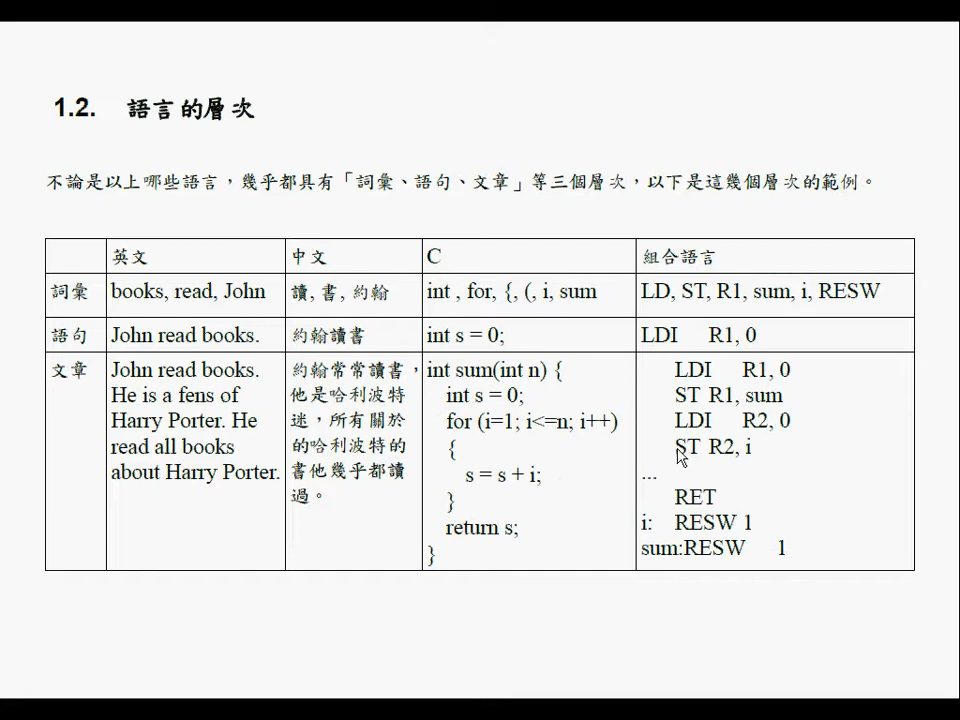 1.2. 語言的層次
不論是以上哪些語言，幾乎都具有「詞彙、語句、文章」等三個層次，以下是這幾個層次的範例。
英文 中文 C 組合語言
詞彙 books, read, John 讀, 書, 約翰 int , for, {, (, i, sum LD, ST, R1, sum, i, RESW
語句 John read books. 約翰讀書 int s = 0; LDI R1, 0
文章
John read books.
He is a fens of
Harry Porter. He
read all books
about Harry Porter.
約翰常常讀書，
他是哈利波特
迷，所有關於
的哈利波特的
書他幾乎都讀
過。
int sum(int n) {
int s = 0;
for (i=1; i<=n; i++)
{
s = s + i;
}
return s;
}
LDI R1, 0
ST R1, sum
LDI R2, 0
ST R2, i
...
RET
i: RESW 1
sum:RESW 1